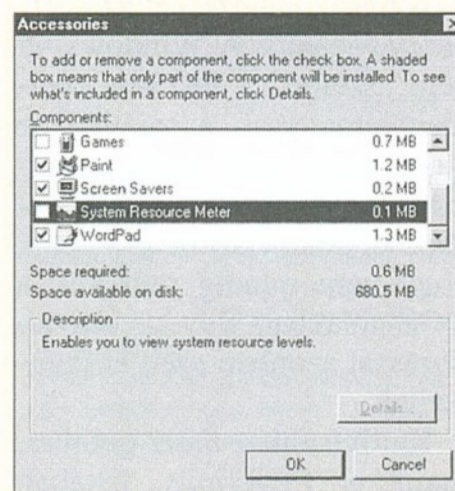 Accessories
To add or remove a component, click the check box. A shaded
box means that only part of the component will be installed. To see
what's included in a component, click Details.
Components:
Games 0.7 MB
Paint 1.2 MB
Screen Savers 0.2 MB
System Resource Meter 0.1 MB
WordPad 1.3 MB
Space required: 0.6 MB
Space available on disk: 680.5 MB
Description
Enables you to view system resource levels.
Details...
OK Cancel